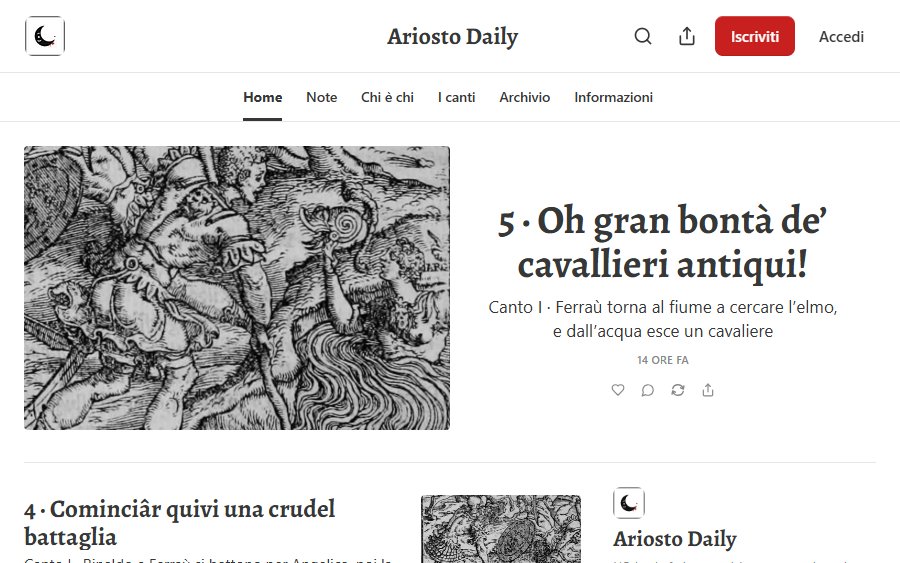 Ariosto Daily
Iscriviti
Accedi
Home
Note
Chi è chi
I canti
Archivio
Informazioni
5 · Oh gran bontà de’
cavallieri antiqui!
Canto I · Ferraù torna al fiume a cercare l’elmo,
e dall’acqua esce un cavaliere
14 ORE FA
4 · Cominciâr quivi una crudel
battaglia
Ariosto Daily